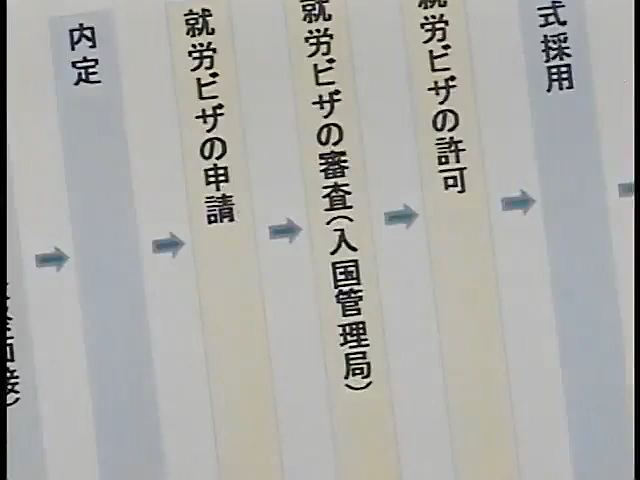 内定
就労ビザの申請
就労ビザの審査(入国管理局)
就労ビザの許可
式採用